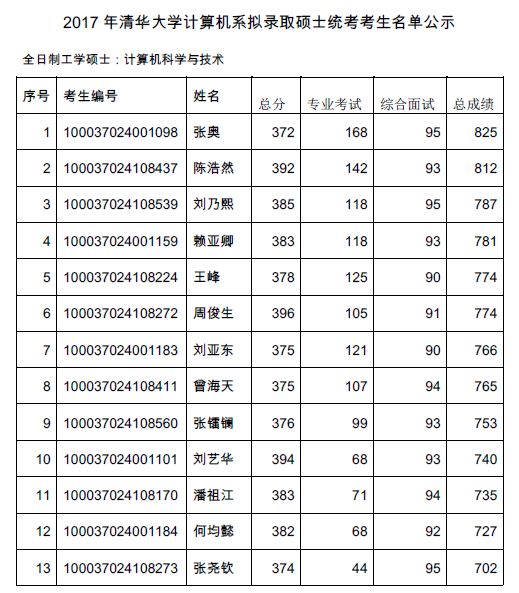 2017 年清华大学计算机系拟录取硕士统考考生名单公示
全日制工学硕士：计算机科学与技术
序号 考生编号 姓名 总分 专业考试 综合面试 总成绩
1 100037024001098 张奥 372 168 95 825
2 100037024108437 陈浩然 392 142 93 812
3 100037024108539 刘乃熙 385 118 95 787
4 100037024001159 赖亚卿 383 118 93 781
5 100037024108224 王峰 378 125 90 774
6 100037024108272 周俊生 396 105 91 774
7 100037024001183 刘亚东 375 121 90 766
8 100037024108411 曾海天 375 107 94 765
9 100037024108560 张镭镧 376 99 93 753
10 100037024001101 刘艺华 394 68 93 740
11 100037024108170 潘祖江 383 71 94 735
12 100037024001184 何均懿 382 68 92 727
13 100037024108273 张尧钦 374 44 95 702